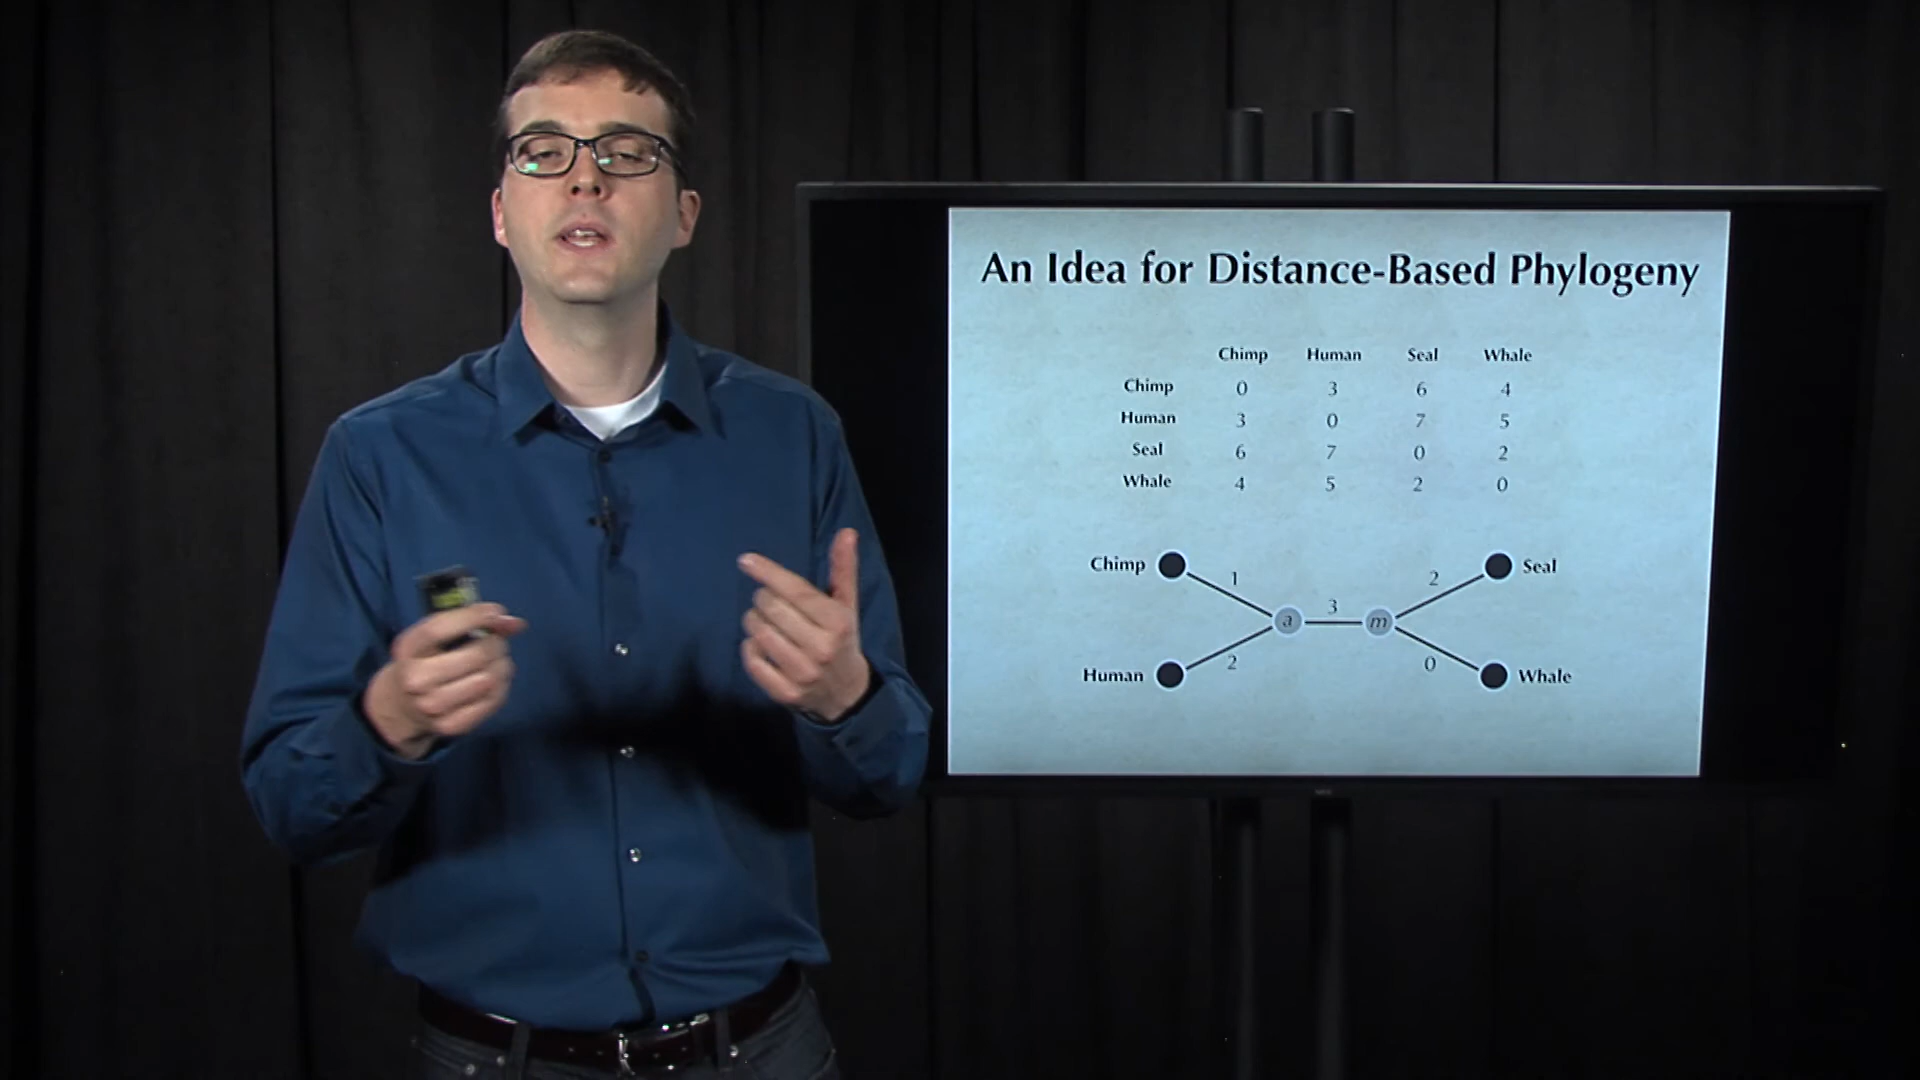 An Idea for Distance-Based Phylogeny
Chimp Human Seal Whale
Chimp 0 3 6 4
Human 3 0 7 5
Seal 6 7 0 2
Whale 4 5 2 0
Chimp 1 2 Seal
a 3 m
Human 2 0 Whale